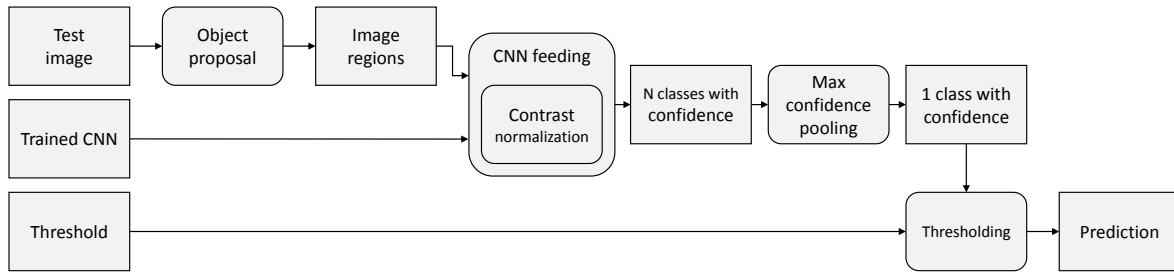 Test
image
Object
proposal
Image
regions
CNN feeding
Contrast
normalization
N classes with
confidence
Max
confidence
pooling
1 class with
confidence
Trained CNN
Threshold
Thresholding
Prediction